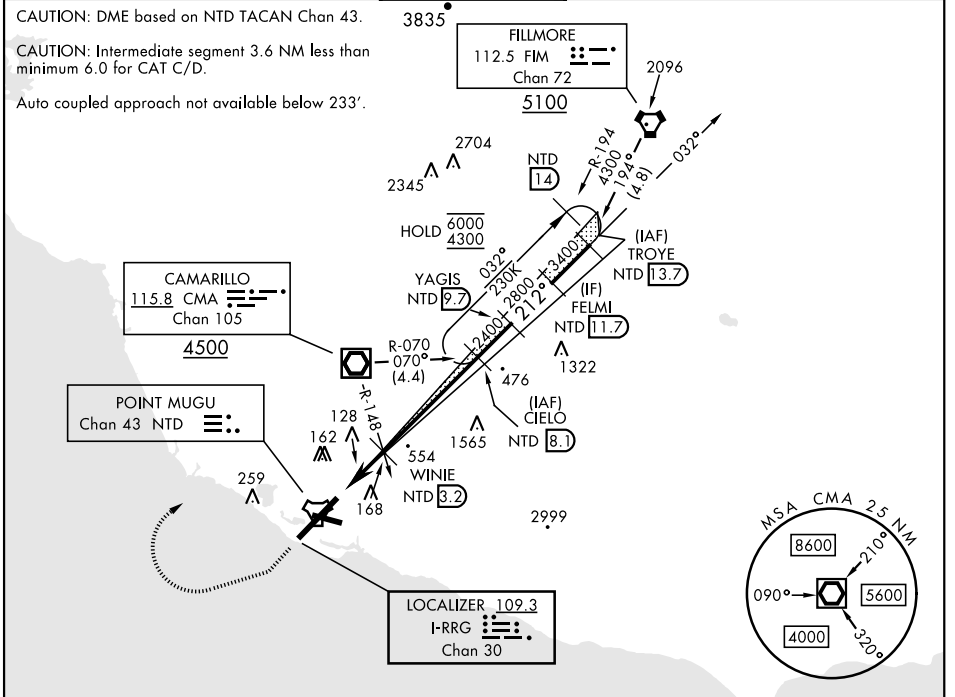 CAUTION: DME based on NTD TACAN Chan 43.
CAUTION: Intermediate segment 3.6 NM less than
minimum 6.0 for CAT C/D.
Auto coupled approach not available below 233'.
3835
FILLMORE
112.5 FIM
Chan 72
5100
2096
2704
2345
NTD
14
R-194
4300
194°
(4.8)
032°
HOLD
6000
4300
032°
230K
3400
2800
2400
212°
(IAF)
TROYE
NTD 13.7
YAGIS
NTD 9.7
(IF)
FELMI
NTD 11.7
CAMARILLO
115.8 CMA
Chan 105
4500
R-070
070°
(4.4)
R-148
1322
476
(IAF)
CIELO
NTD 8.1
POINT MUGU
Chan 43 NTD
128
162
1565
554
WINIE
NTD 3.2
259
168
2999
LOCALIZER 109.3
I-RRG
Chan 30
MSA CMA 25 NM
8600
210°
090°
5600
4000
320°